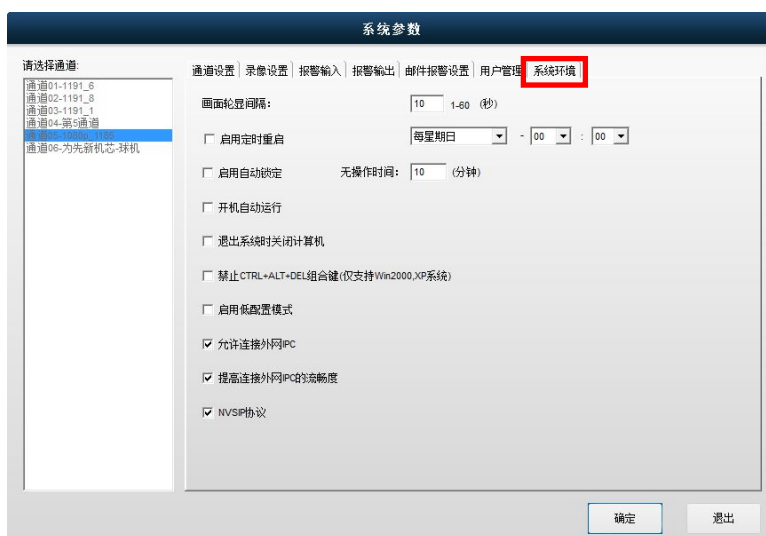 系统参数
请选择通道:
通道01-1191_6
通道02-1191_8
通道03-1191_1
通道04-第5通道
通道05-1080p_1185
通道06-为先新机芯-球机
通道设置 录像设置 报警输入 报警输出 邮件报警设置 用户管理 系统环境
画面轮显间隔: 10 1-60 (秒)
启用定时重启 每星期日 - 00 : 00
启用自动锁定 无操作时间: 10 (分钟)
开机自动运行
退出系统时关闭计算机
禁止CTRL+ALT+DEL组合键(仅支持Win2000,XP系统)
启用低配置模式
允许连接外网IPC
提高连接外网IPC的流畅度
NVSIP协议
确定 退出